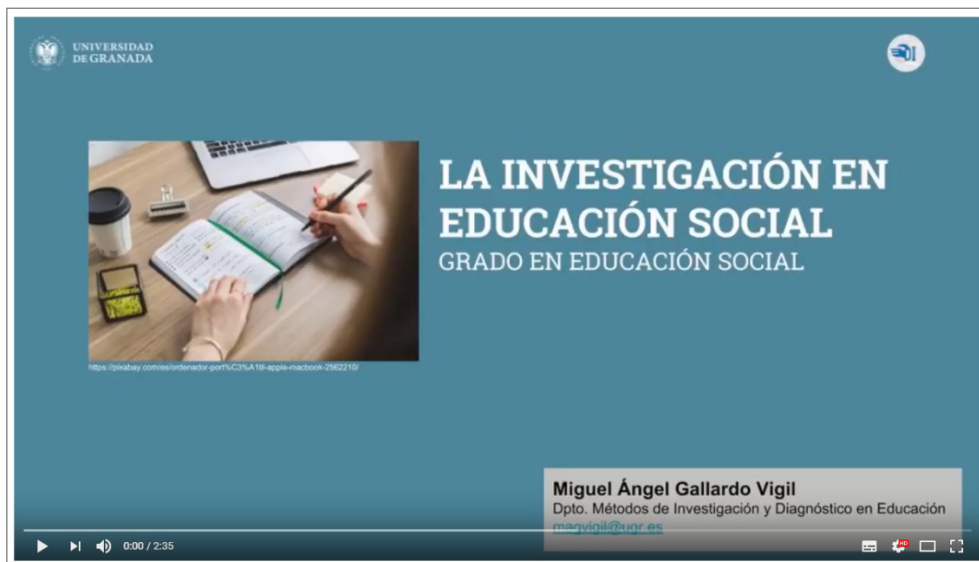 UNIVERSIDAD
DE GRANADA
LA INVESTIGACIÓN EN
EDUCACIÓN SOCIAL
GRADO EN EDUCACIÓN SOCIAL
https://pixabay.com/es/ordenador-port%C3%A1til-apple-macbook-2562210/
Miguel Ángel Gallardo Vigil
Dpto. Métodos de Investigación y Diagnóstico en Educación
magvigil@ugr.es
0:00 / 2:35
HD